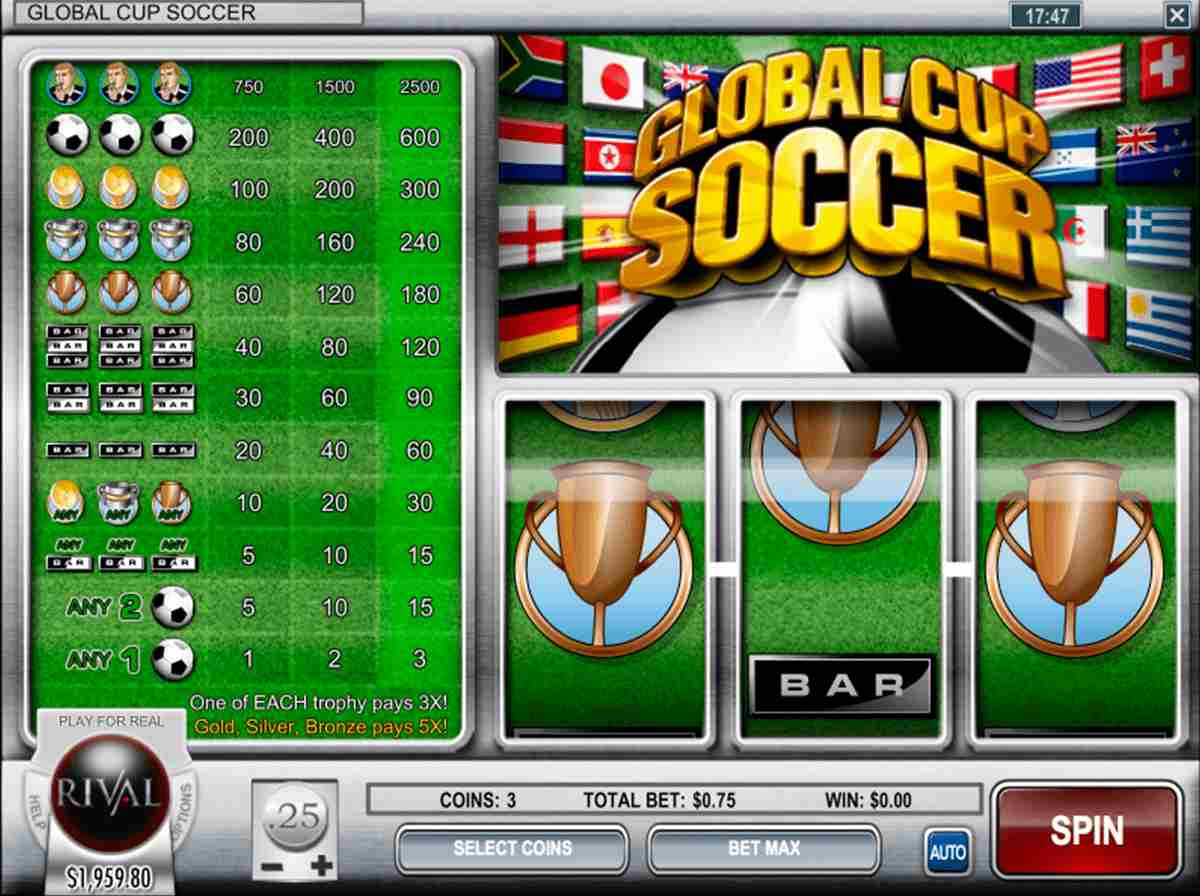 GLOBAL CUP SOCCER
17:47
750 1500 2500
200 400 600
100 200 300
80 160 240
60 120 180
BAR BAR BAR
BAR BAR BAR 40 80 120
BAR BAR BAR
BAR BAR BAR 30 60 90
BAR BAR BAR
BAR BAR BAR 20 40 60
ANY ANY ANY 10 20 30
ANY ANY ANY
BAR BAR BAR 5 10 15
ANY 2 5 10 15
ANY 1 1 2 3
One of EACH trophy pays 3X!
Gold, Silver, Bronze pays 5X!
GLOBAL CUP
SOCCER
BAR
PLAY FOR REAL
RIVAL
HELP
OPTIONS
$1,959.80
.25
COINS: 3 TOTAL BET: $0.75 WIN: $0.00
SELECT COINS
BET MAX
AUTO
SPIN